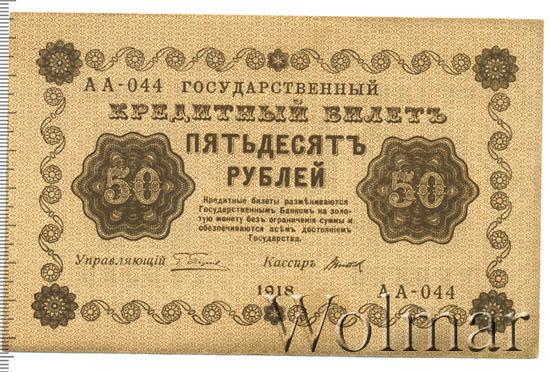 АА-044 ГОСУДАРСТВЕННЫЙ
КРЕДИТНЫЙ БИЛЕТЪ
ПЯТЬДЕСЯТЪ
РУБЛЕЙ
50
50
Кредитные билеты размѣниваются
Государственнымъ Банкомъ на золо-
тую монету безъ ограниченія суммы и
обезпечиваются всѣмъ достояніемъ
Государства.
Управляющій
Кассиръ
1918
АА-044
Wolmar